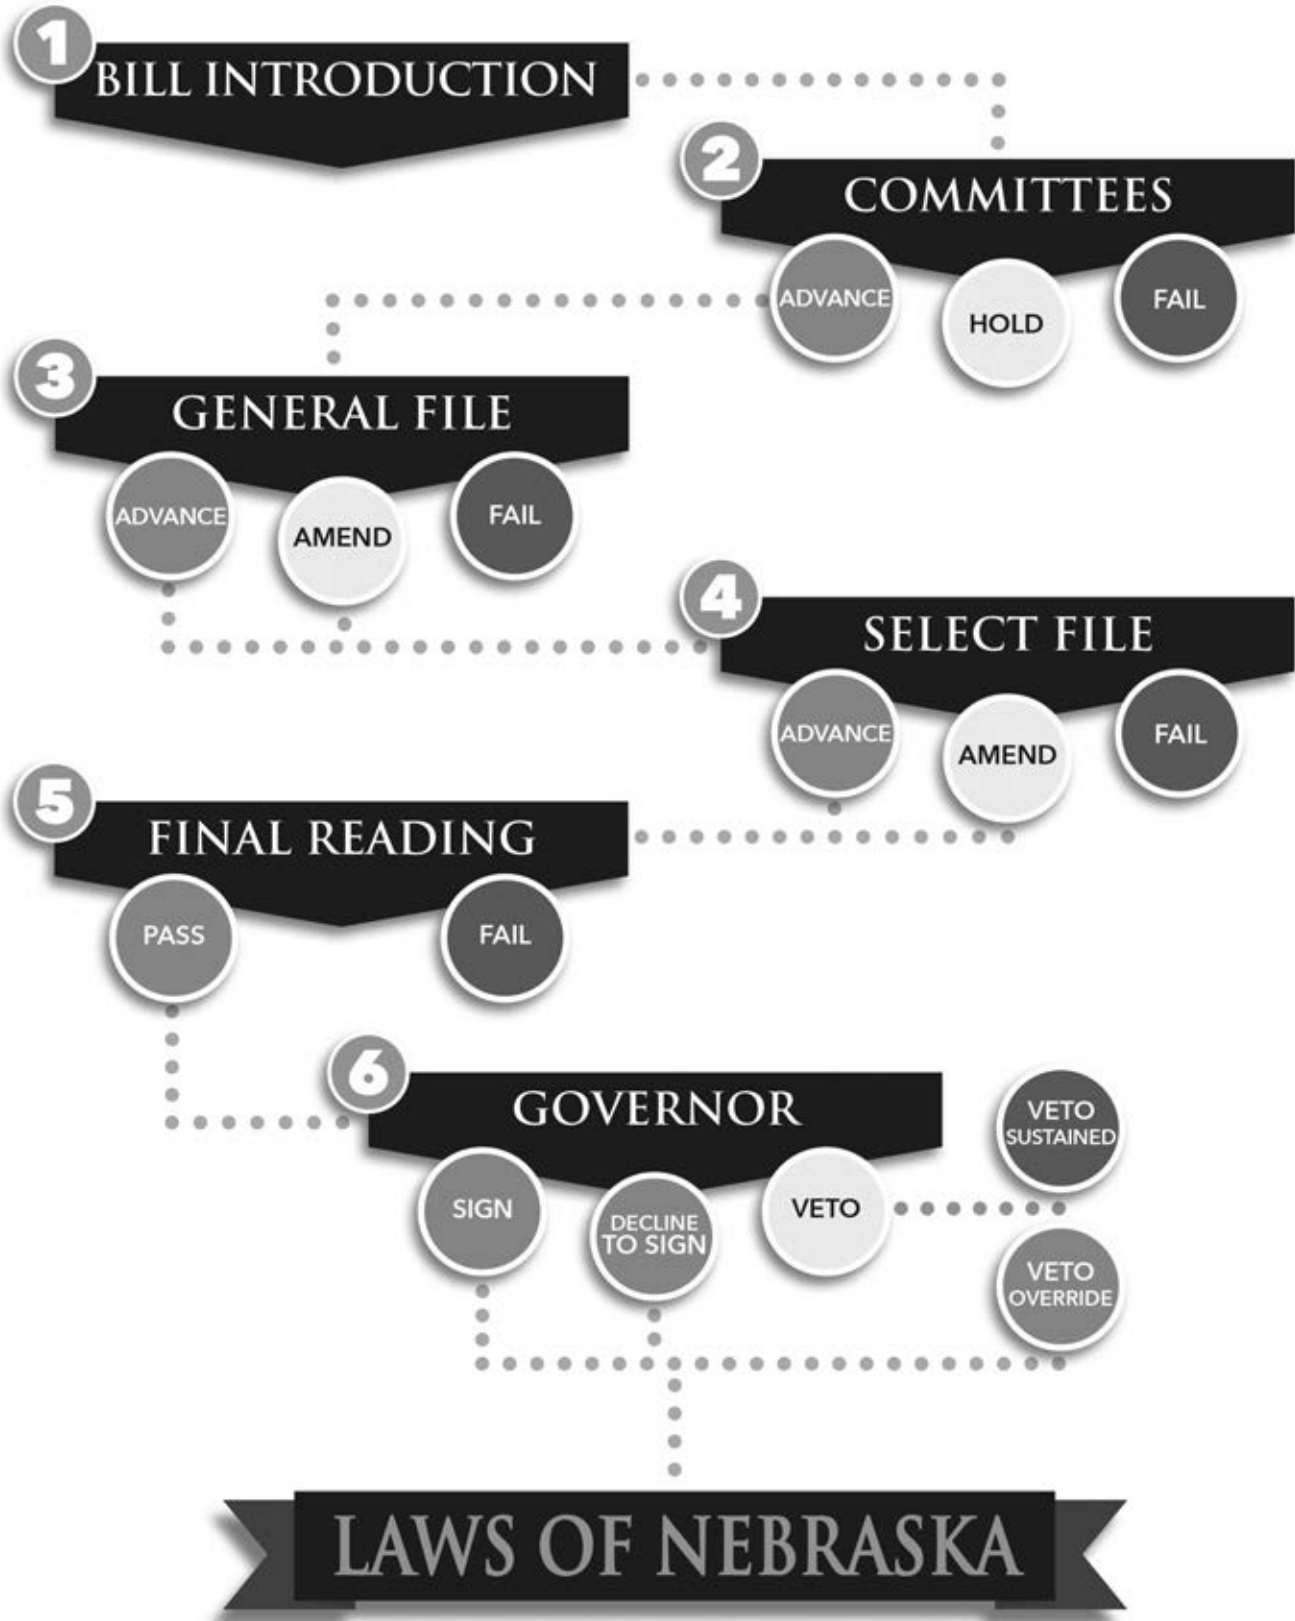 1
BILL INTRODUCTION
2
COMMITTEES
ADVANCE
HOLD
FAIL
3
GENERAL FILE
ADVANCE
AMEND
FAIL
4
SELECT FILE
ADVANCE
AMEND
FAIL
5
FINAL READING
PASS
FAIL
6
GOVERNOR
SIGN
DECLINE
TO SIGN
VETO
VETO
SUSTAINED
VETO
OVERRIDE
LAWS OF NEBRASKA